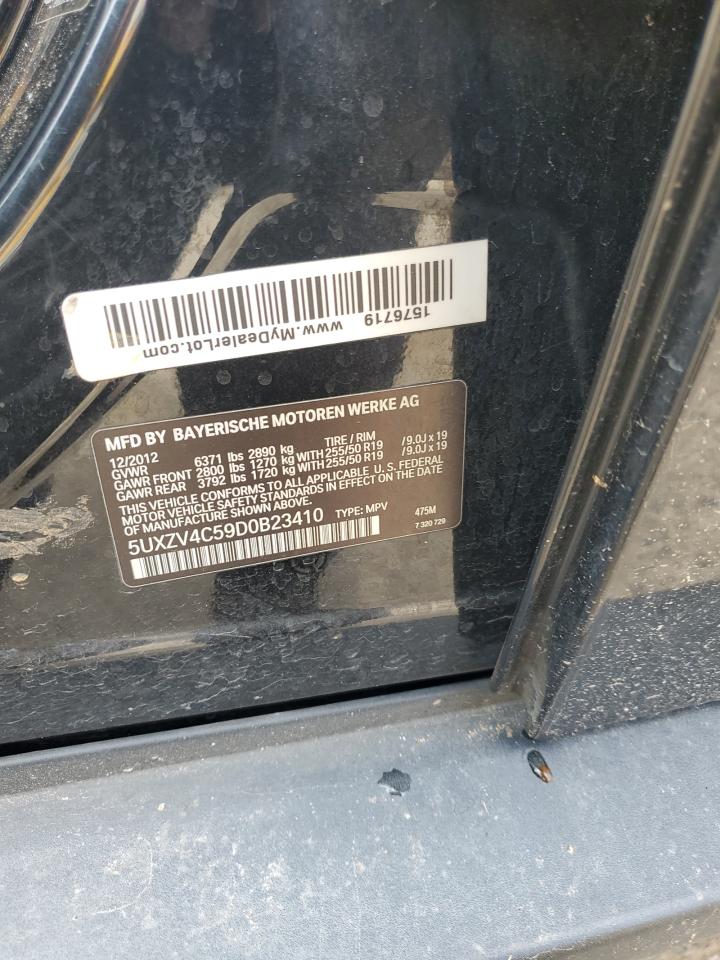 1576719
www.MyDealerLot.com
MFD BY BAYERISCHE MOTOREN WERKE AG
12/2012
GVWR 6371 lbs 2890 kg TIRE / RIM
GAWR FRONT 2800 lbs 1270 kg WITH 255/50 R19 /9.0J x 19
GAWR REAR 3792 lbs 1720 kg WITH 255/50 R19 /9.0J x 19
THIS VEHICLE CONFORMS TO ALL APPLICABLE U.S. FEDERAL
MOTOR VEHICLE SAFETY STANDARDS IN EFFECT ON THE DATE
OF MANUFACTURE SHOWN ABOVE.
5UXZV4C59D0B23410 TYPE: MPV 475M
7 320 729